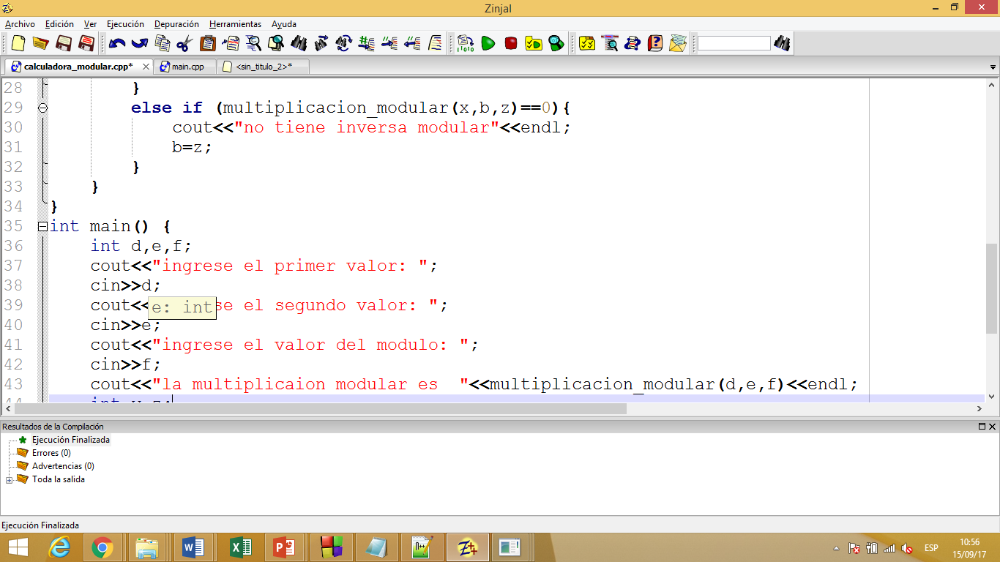 Zinjal
Archivo Edición Ver Ejecución Depuración Herramientas Ayuda
calculadora_modular.cpp* main.cpp <sin_titulo_2>*
28 }
29 else if (multiplicacion_modular(x,b,z)==0){
30 cout<<"no tiene inversa modular"<<endl;
31 b=z;
32 }
33 }
34 }
35 int main() {
36 int d,e,f;
37 cout<<"ingrese el primer valor: ";
38 cin>>d;
39 cout<< se el segundo valor: ";
e: int
40 cin>>e;
41 cout<<"ingrese el valor del modulo: ";
42 cin>>f;
43 cout<<"la multiplicaion modular es  "<<multiplicacion_modular(d,e,f)<<endl;
Resultados de la Compilación
Ejecución Finalizada
Errores (0)
Advertencias (0)
Toda la salida
Ejecución Finalizada
ESP
10:56
15/09/17